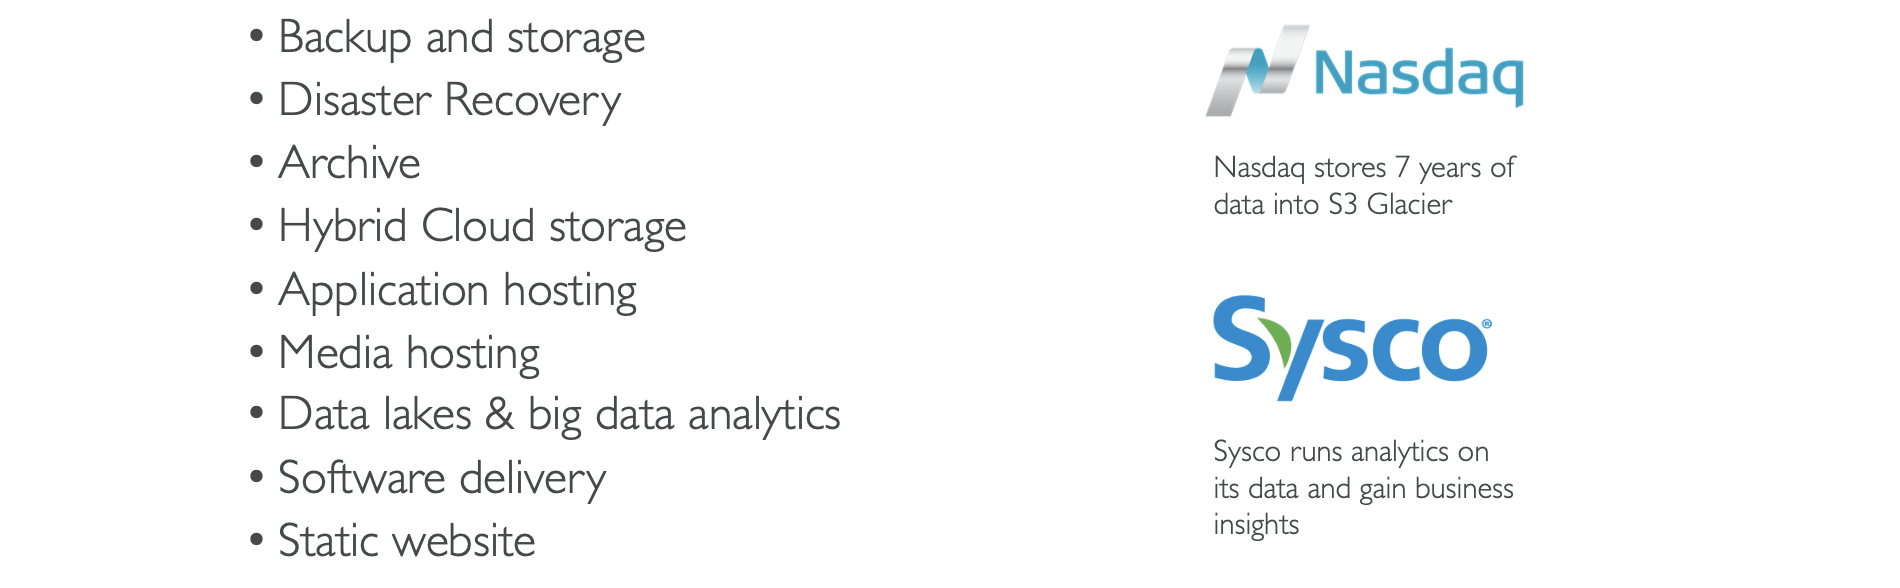 • Backup and storage
• Disaster Recovery
• Archive
• Hybrid Cloud storage
• Application hosting
• Media hosting
• Data lakes & big data analytics
• Software delivery
• Static website
Nasdaq
Nasdaq stores 7 years of
data into S3 Glacier
Sysco®
Sysco runs analytics on
its data and gain business
insights